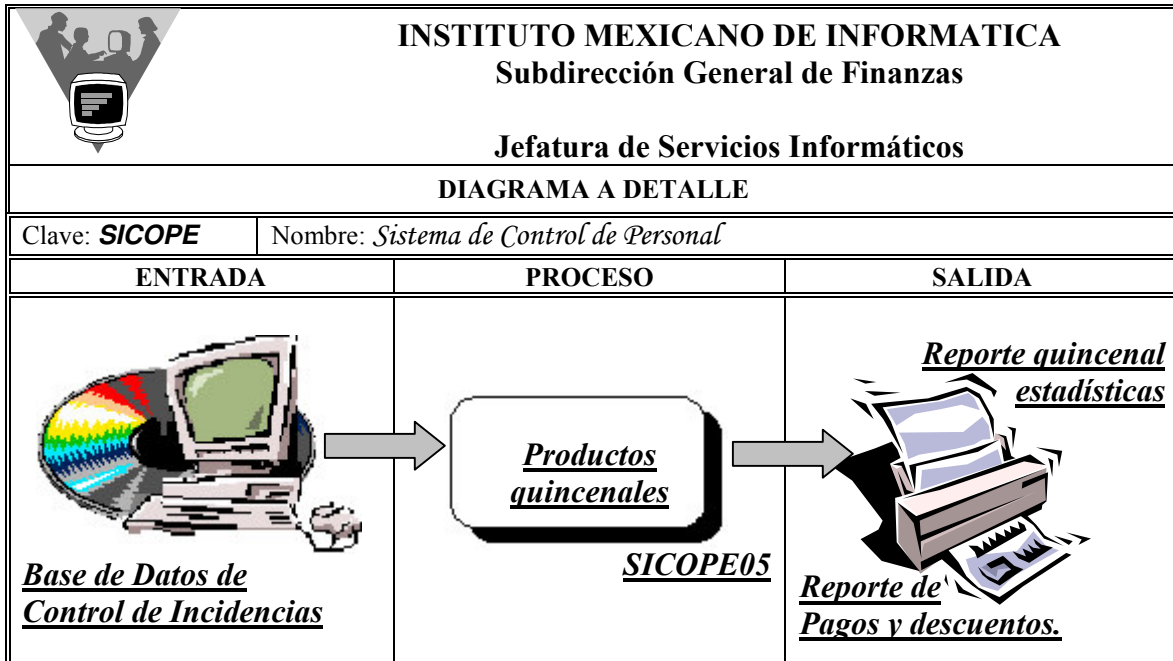 INSTITUTO MEXICANO DE INFORMATICA
Subdirección General de Finanzas
Jefatura de Servicios Informáticos
DIAGRAMA A DETALLE
Clave: SICOPE
Nombre: Sistema de Control de Personal
ENTRADA
PROCESO
SALIDA
Base de Datos de
Control de Incidencias
Productos
quincenales
SICOPE05
Reporte quincenal
estadísticas
Reporte de
Pagos y descuentos.